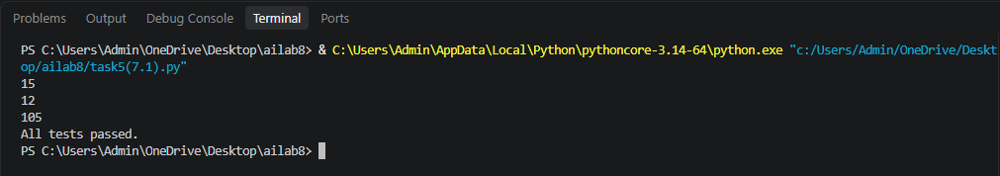 Problems Output Debug Console Terminal Ports
PS C:\Users\Admin\OneDrive\Desktop\ailab8> & C:\Users\Admin\AppData\Local\Python\pythoncore-3.14-64\python.exe "c:/Users/Admin/OneDrive/Deskt
op/ailab8/task5(7.1).py"
15
12
105
All tests passed.
PS C:\Users\Admin\OneDrive\Desktop\ailab8>